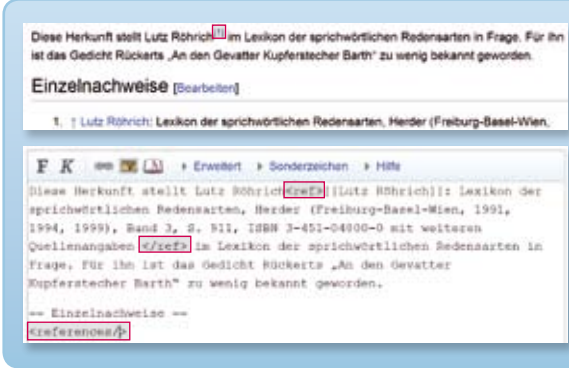 Diese Herkunft stellt Lutz Röhrich[1] im Lexikon der sprichwörtlichen Redensarten in Frage. Für ihn
ist das Gedicht Rückerts „An den Gevatter Kupferstecher Barth“ zu wenig bekannt geworden.
Einzelnachweise [Bearbeiten]
1. ↑ Lutz Röhrich: Lexikon der sprichwörtlichen Redensarten, Herder (Freiburg-Basel-Wien,
F K Erweitert Sonderzeichen Hilfe
Diese Herkunft stellt Lutz Röhrich<ref>[[Lutz Röhrich]]: Lexikon der
sprichwörtlichen Redensarten, Herder (Freiburg-Basel-Wien, 1991,
1994, 1999), Band 3, S. 911, ISBN 3-451-04800-0 mit weiteren
Quellenangaben </ref> im Lexikon der sprichwörtlichen Redensarten in
Frage. Für ihn ist das Gedicht Rückerts „An den Gevatter
Kupferstecher Barth“ zu wenig bekannt geworden.
== Einzelnachweise ==
<references/>